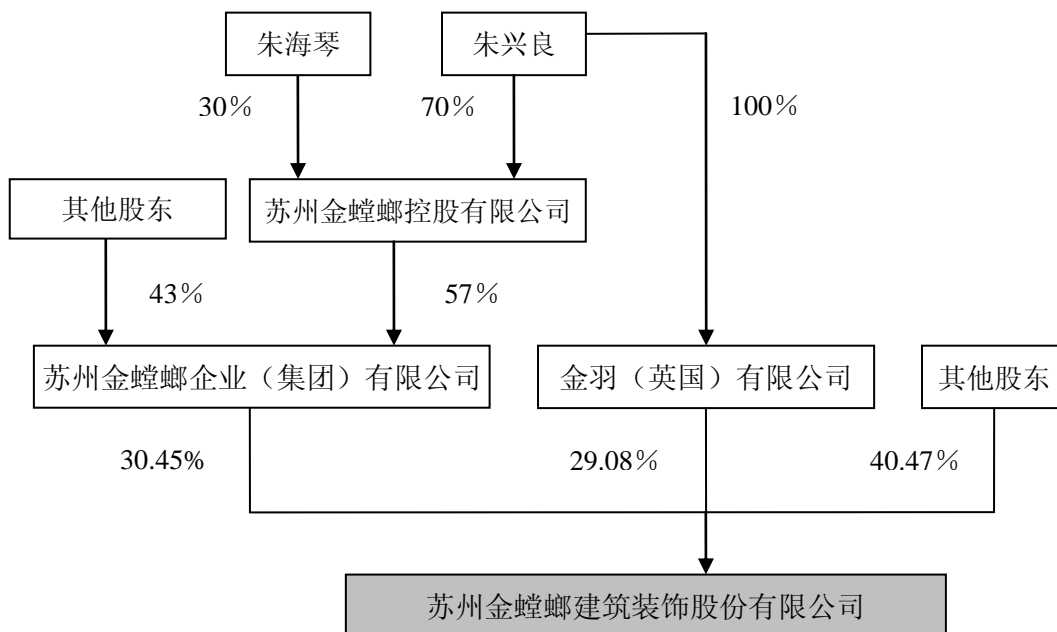 朱海琴
朱兴良
30％
70％
100％
其他股东
苏州金螳螂控股有限公司
43％
57％
苏州金螳螂企业（集团）有限公司
金羽（英国）有限公司
其他股东
30.45%
29.08％
40.47％
苏州金螳螂建筑装饰股份有限公司